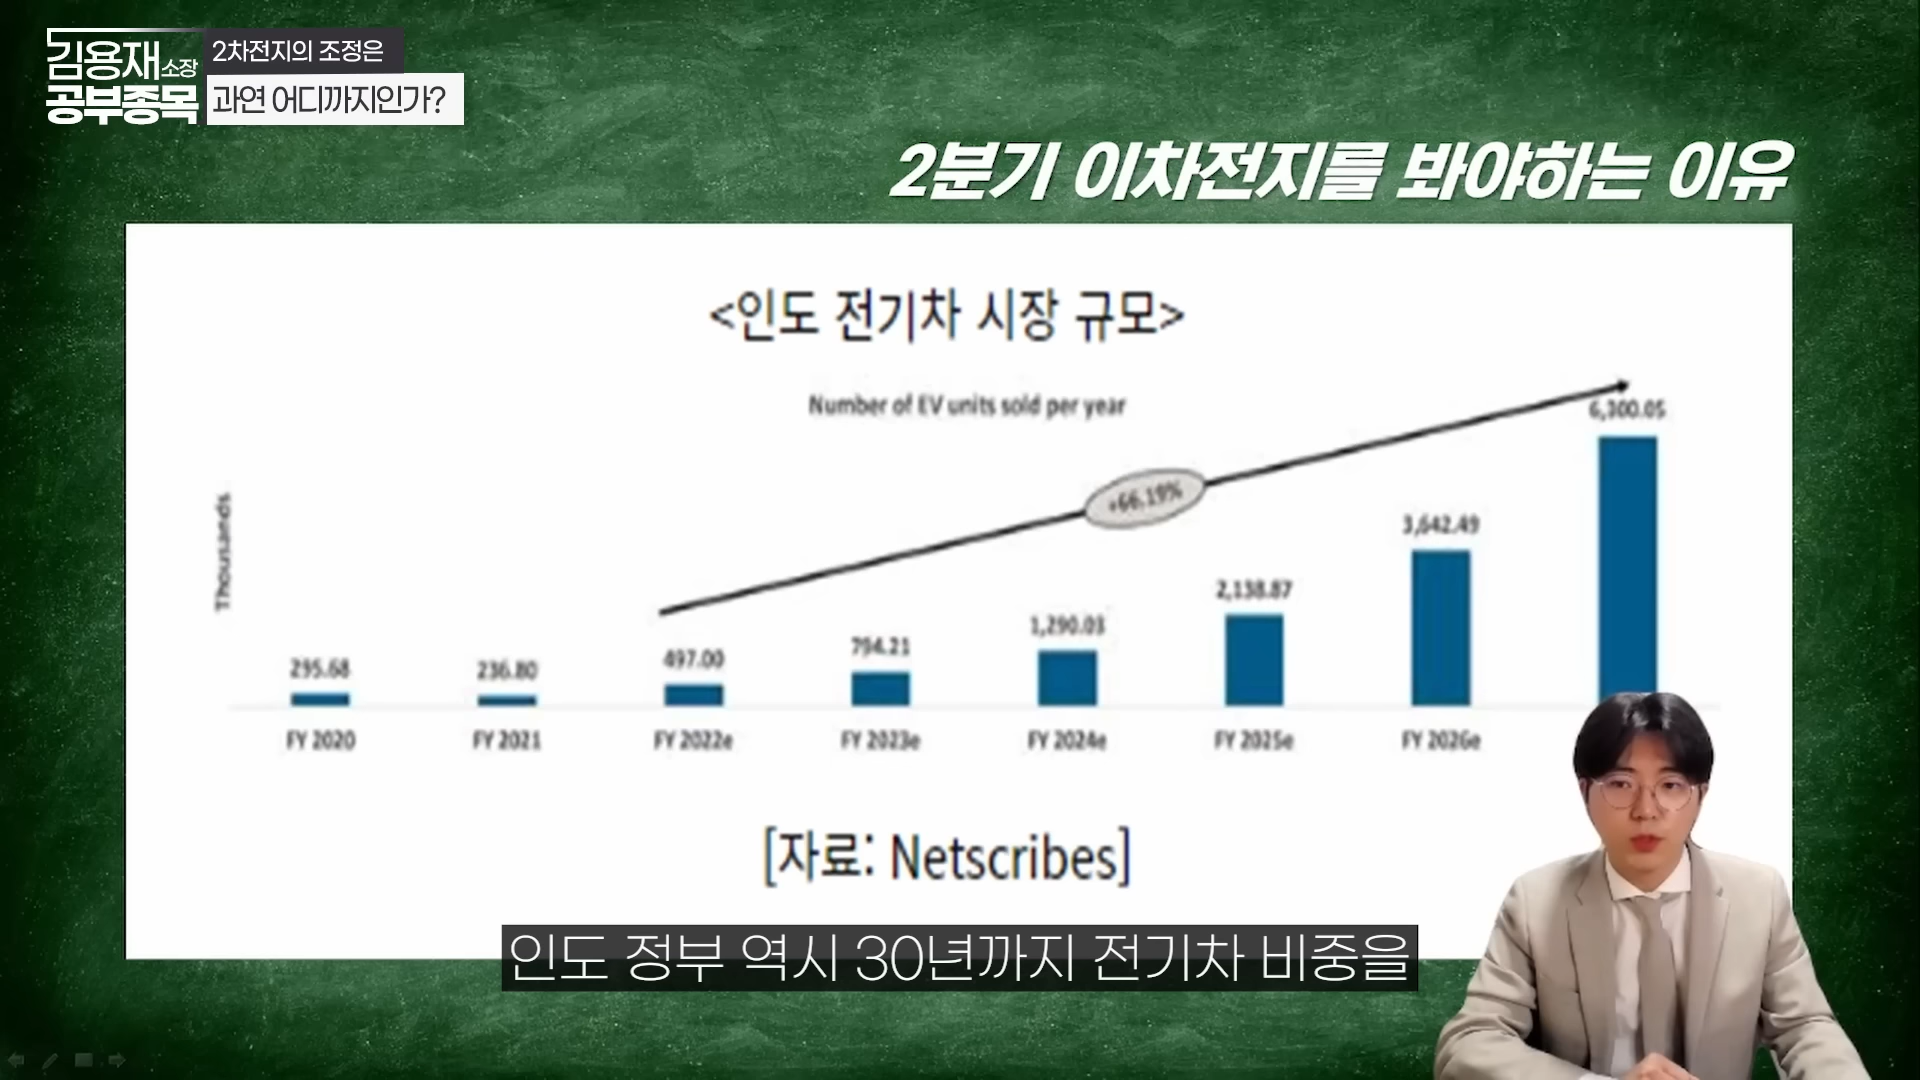 김용재소장
공부종목
2차전지의 조정은
과연 어디까지인가?
2분기 이차전지를 봐야하는 이유
<인도 전기차 시장 규모>
Number of EV units sold per year
Thousands
+66.19%
295.68
236.80
497.00
794.21
1,290.03
2,138.87
3,642.49
6,300.05
FY 2020
FY 2021
FY 2022e
FY 2023e
FY 2024e
FY 2025e
FY 2026e
[자료: Netscribes]
인도 정부 역시 30년까지 전기차 비중을